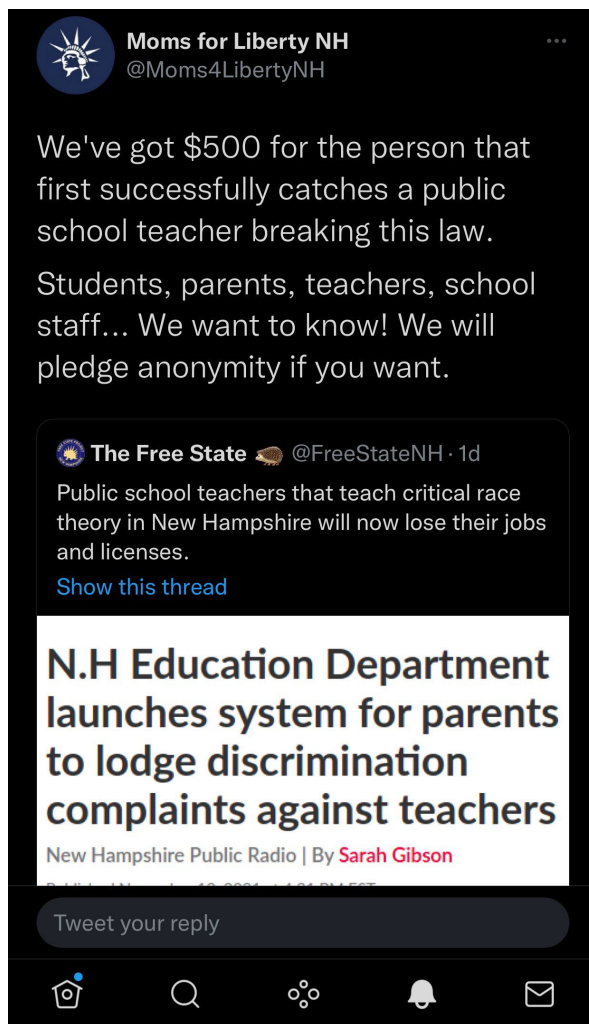 Moms for Liberty NH
@Moms4LibertyNH
We've got $500 for the person that
first successfully catches a public
school teacher breaking this law.
Students, parents, teachers, school
staff... We want to know! We will
pledge anonymity if you want.
The Free State 🦔 @FreeStateNH · 1d
Public school teachers that teach critical race
theory in New Hampshire will now lose their jobs
and licenses.
Show this thread
N.H Education Department
launches system for parents
to lodge discrimination
complaints against teachers
New Hampshire Public Radio | By Sarah Gibson
Tweet your reply